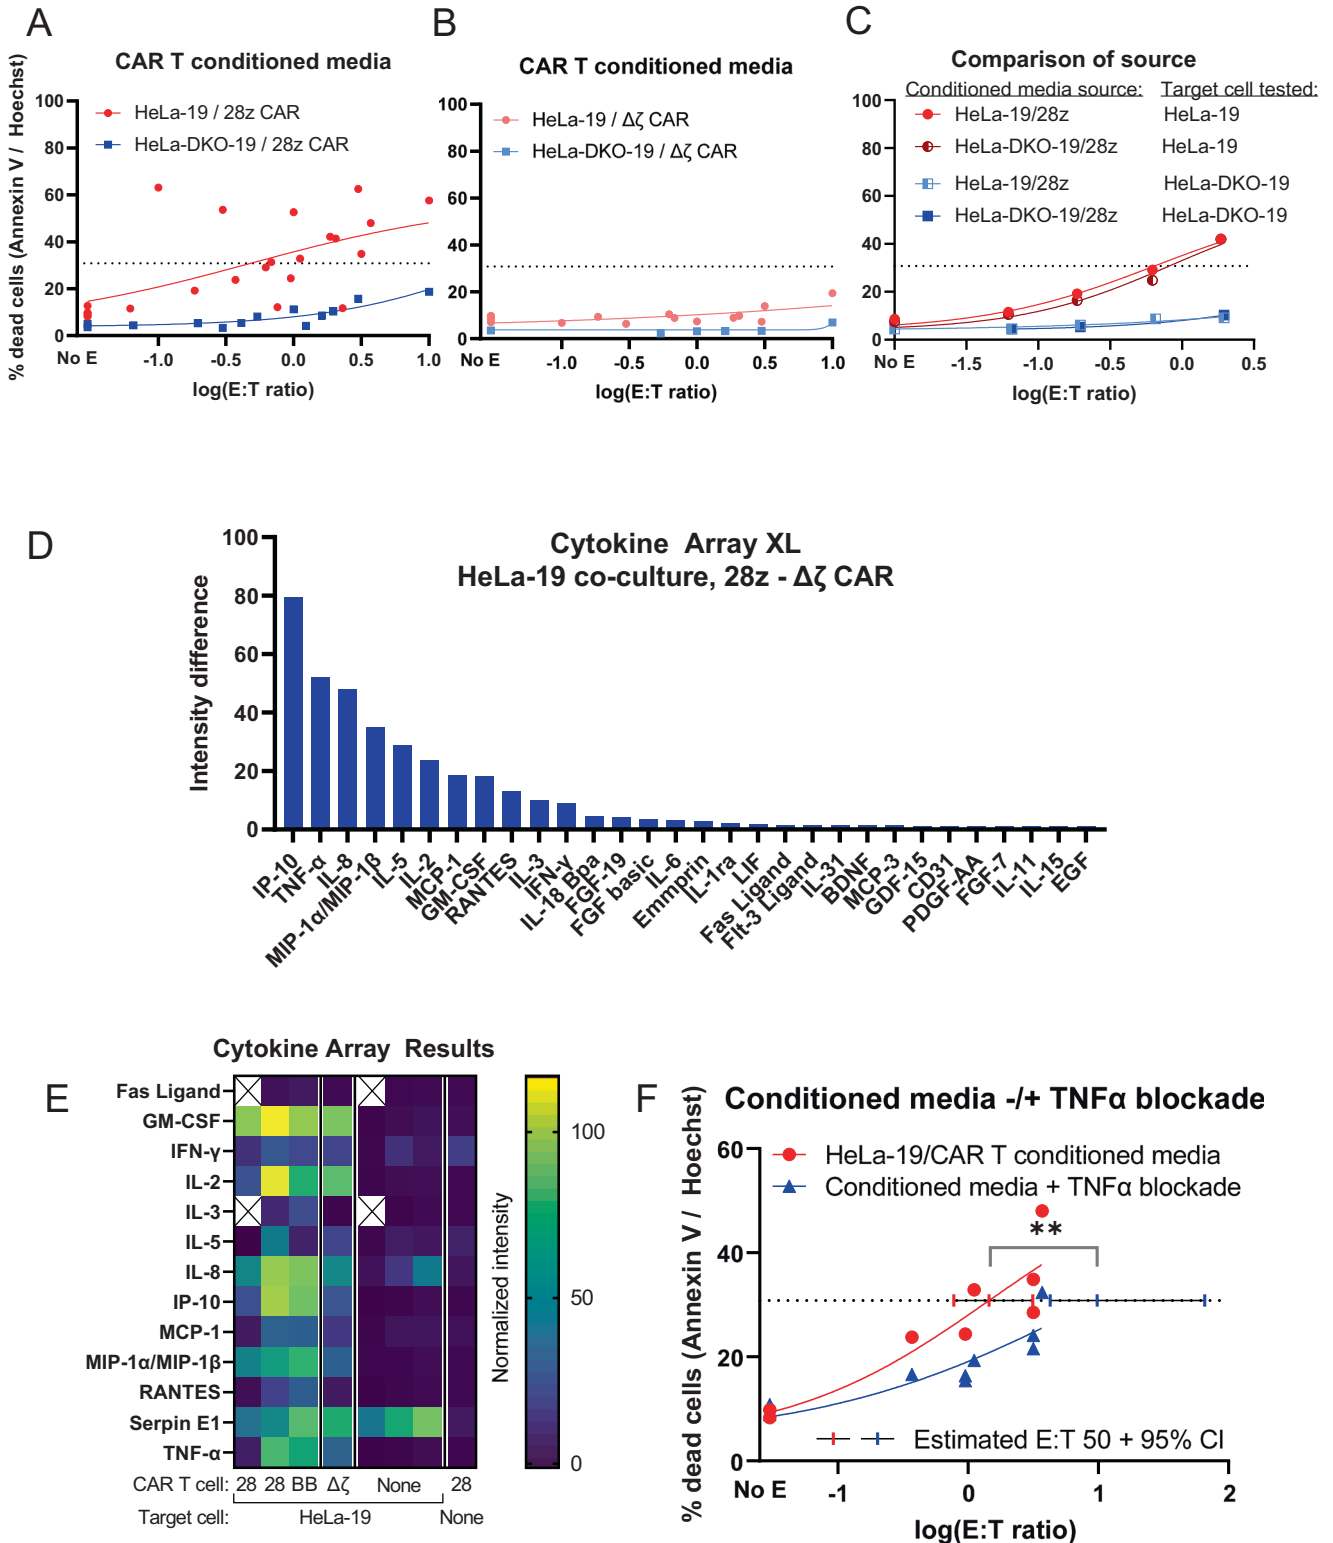 A
CAR T conditioned media
% dead cells (Annexin V / Hoechst)
100
80
60
40
20
0
HeLa-19 / 28z CAR
HeLa-DKO-19 / 28z CAR
No E
-1.0
-0.5
0.0
0.5
1.0
log(E:T ratio)
B
CAR T conditioned media
100
80
60
40
20
0
HeLa-19 / Δζ CAR
HeLa-DKO-19 / Δζ CAR
No E
-1.0
-0.5
0.0
0.5
1.0
log(E:T ratio)
C
Comparison of source
Conditioned media source: Target cell tested:
HeLa-19/28z HeLa-19
HeLa-DKO-19/28z HeLa-19
HeLa-19/28z HeLa-DKO-19
HeLa-DKO-19/28z HeLa-DKO-19
100
80
60
40
20
0
No E
-1.5
-1.0
-0.5
0.0
0.5
log(E:T ratio)
D
Cytokine Array XL
HeLa-19 co-culture, 28z - Δζ CAR
Intensity difference
100
80
60
40
20
0
IP-10
TNF-α
IL-8
MIP-1α/MIP-1β
IL-5
IL-2
MCP-1
GM-CSF
RANTES
IL-3
IFN-γ
IL-18 Bpa
FGF-19
FGF basic
IL-6
Emmprin
IL-1ra
LIF
Fas Ligand
Flt-3 Ligand
IL-31
BDNF
MCP-3
GDF-15
CD31
PDGF-AA
FGF-7
IL-11
IL-15
EGF
E
Cytokine Array Results
Fas Ligand
GM-CSF
IFN-γ
IL-2
IL-3
IL-5
IL-8
IP-10
MCP-1
MIP-1α/MIP-1β
RANTES
Serpin E1
TNF-α
CAR T cell: 28 28 BB Δζ None 28
Target cell: HeLa-19 None
Normalized intensity
100
50
0
F
Conditioned media -/+ TNFα blockade
% dead cells (Annexin V / Hoechst)
60
40
20
0
HeLa-19/CAR T conditioned media
Conditioned media + TNFα blockade
**
Estimated E:T 50 + 95% CI
No E
-1
0
1
2
log(E:T ratio)